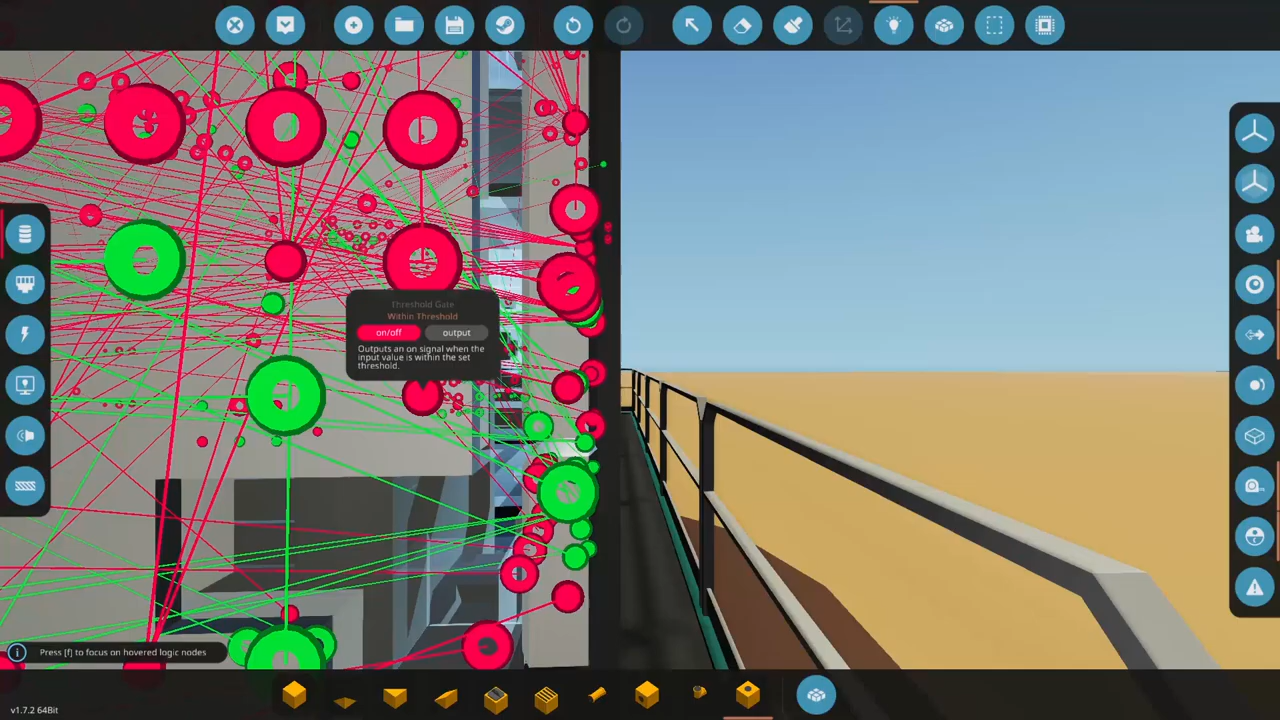 Threshold Gate
Within Threshold
on/off
output
Outputs an on signal when the
input value is within the set
threshold.
Press [f] to focus on hovered logic nodes
v1.7.2 64Bit